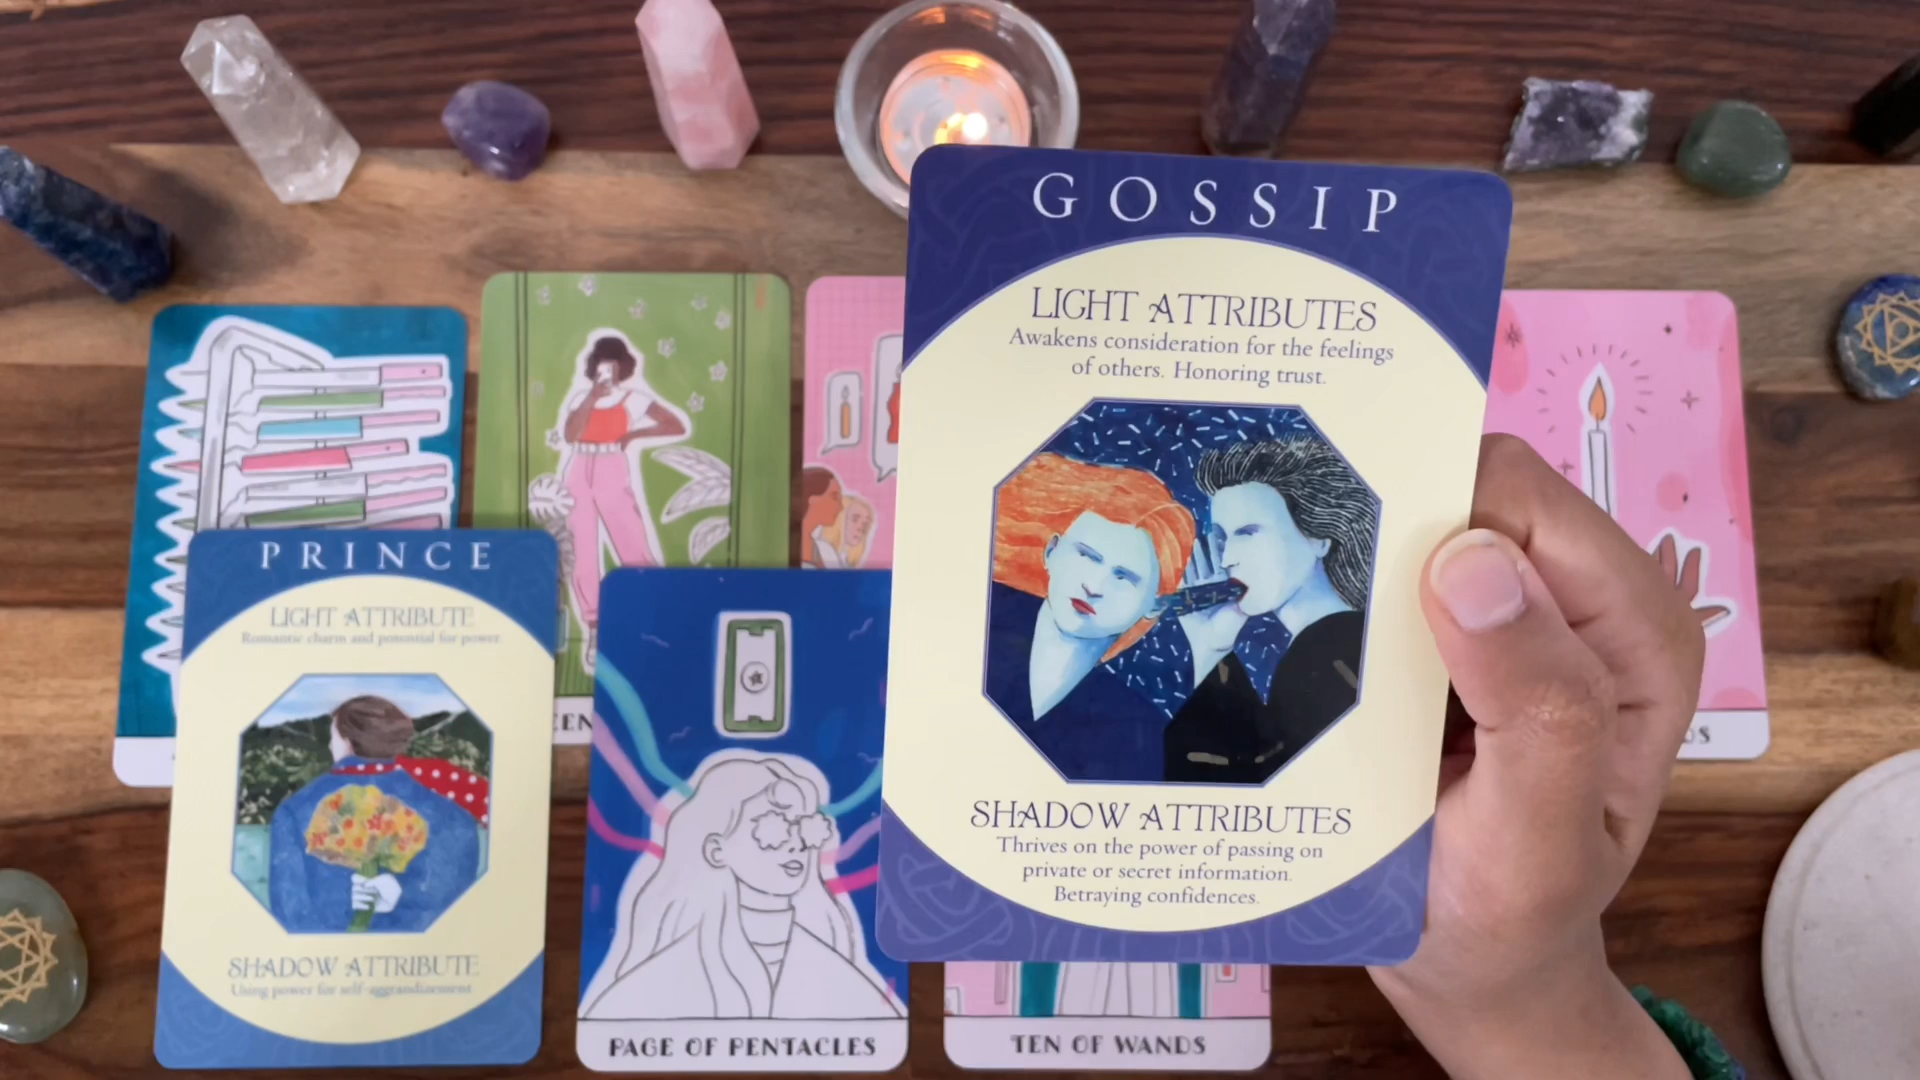 GOSSIP
LIGHT ATTRIBUTES
Awakens consideration for the feelings
of others. Honoring trust.
SHADOW ATTRIBUTES
Thrives on the power of passing on
private or secret information.
Betraying confidences.
PRINCE
LIGHT ATTRIBUTE
Romantic charm and potential for power.
SHADOW ATTRIBUTE
Using power for self-aggrandizement
PAGE OF PENTACLES
TEN OF WANDS